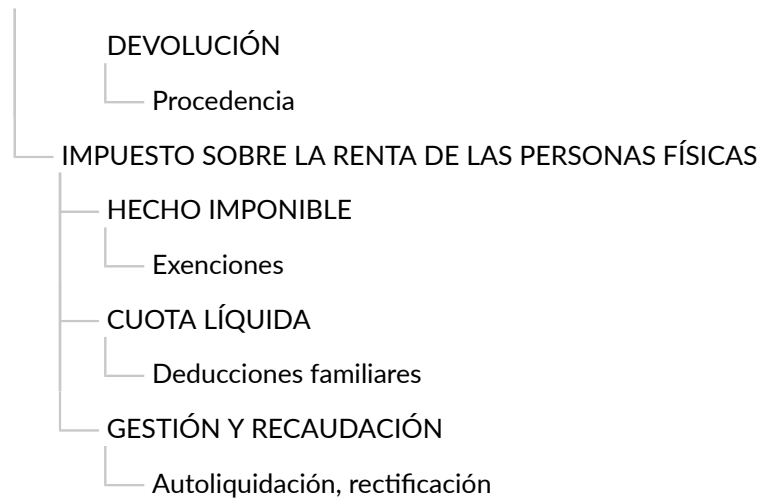 DEVOLUCIÓN
Procedencia
IMPUESTO SOBRE LA RENTA DE LAS PERSONAS FÍSICAS
HECHO IMPONIBLE
Exenciones
CUOTA LÍQUIDA
Deducciones familiares
GESTIÓN Y RECAUDACIÓN
Autoliquidación, rectificación